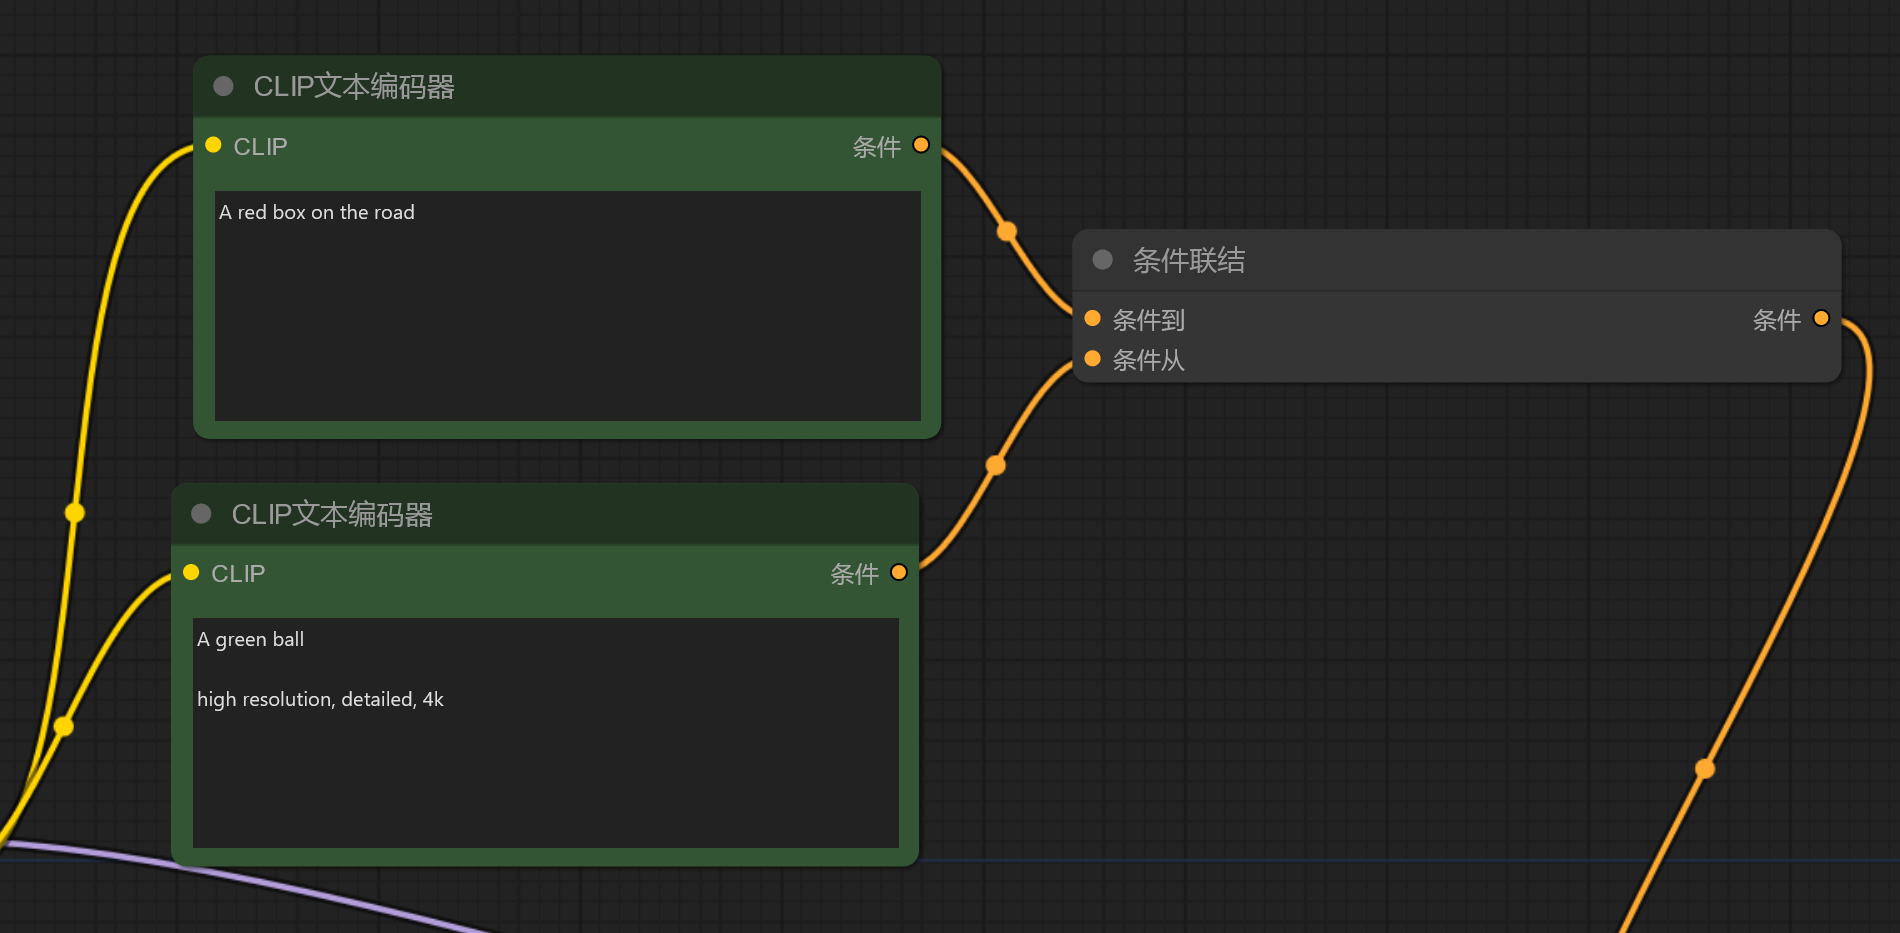 CLIP文本编码器
CLIP
条件
A red box on the road
条件联结
条件到
条件
条件从
CLIP文本编码器
CLIP
条件
A green ball
high resolution, detailed, 4k